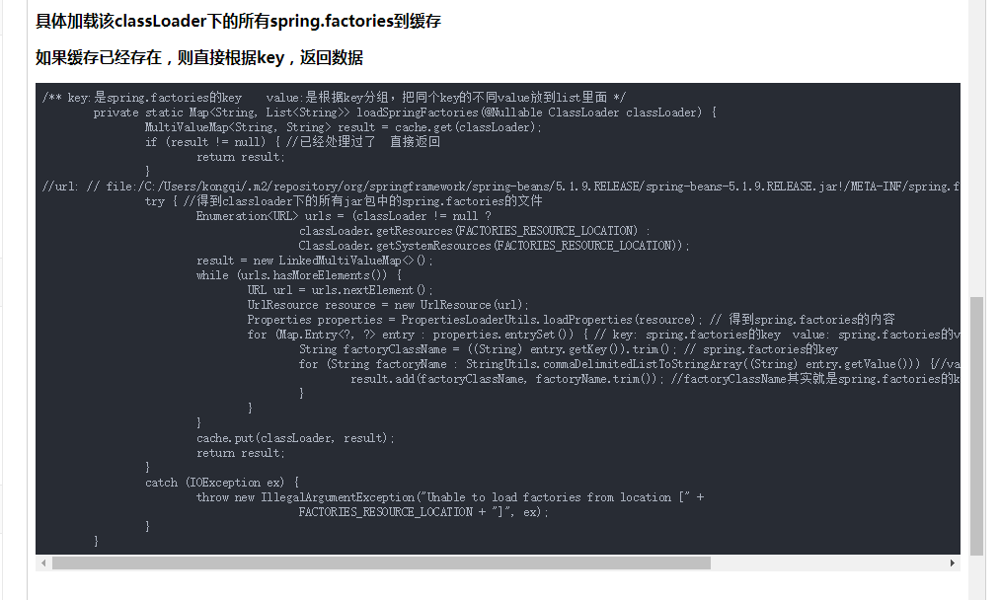 具体加载该classLoader下的所有spring.factories到缓存
如果缓存已经存在，则直接根据key，返回数据
/** key:是spring.factories的key    value:是根据key分组，把同个key的不同value放到list里面 */
private static Map<String, List<String>> loadSpringFactories(@Nullable ClassLoader classLoader) {
MultiValueMap<String, String> result = cache.get(classLoader);
if (result != null) { //已经处理过了  直接返回
return result;
}
//url: // file:/C:/Users/kongqi/.m2/repository/org/springframework/spring-beans/5.1.9.RELEASE/spring-beans-5.1.9.RELEASE.jar!/META-INF/spring.f
try { //得到classloader下的所有jar包中的spring.factories的文件
Enumeration<URL> urls = (classLoader != null ?
classLoader.getResources(FACTORIES_RESOURCE_LOCATION) :
ClassLoader.getSystemResources(FACTORIES_RESOURCE_LOCATION));
result = new LinkedMultiValueMap<>();
while (urls.hasMoreElements()) {
URL url = urls.nextElement();
UrlResource resource = new UrlResource(url);
Properties properties = PropertiesLoaderUtils.loadProperties(resource); // 得到spring.factories的内容
for (Map.Entry<?, ?> entry : properties.entrySet()) { // key: spring.factories的key  value: spring.factories的v
String factoryClassName = ((String) entry.getKey()).trim(); // spring.factories的key
for (String factoryName : StringUtils.commaDelimitedListToStringArray((String) entry.getValue())) {//va
result.add(factoryClassName, factoryName.trim()); //factoryClassName其实就是spring.factories的k
}
}
}
cache.put(classLoader, result);
return result;
}
catch (IOException ex) {
throw new IllegalArgumentException("Unable to load factories from location [" +
FACTORIES_RESOURCE_LOCATION + "]", ex);
}
}